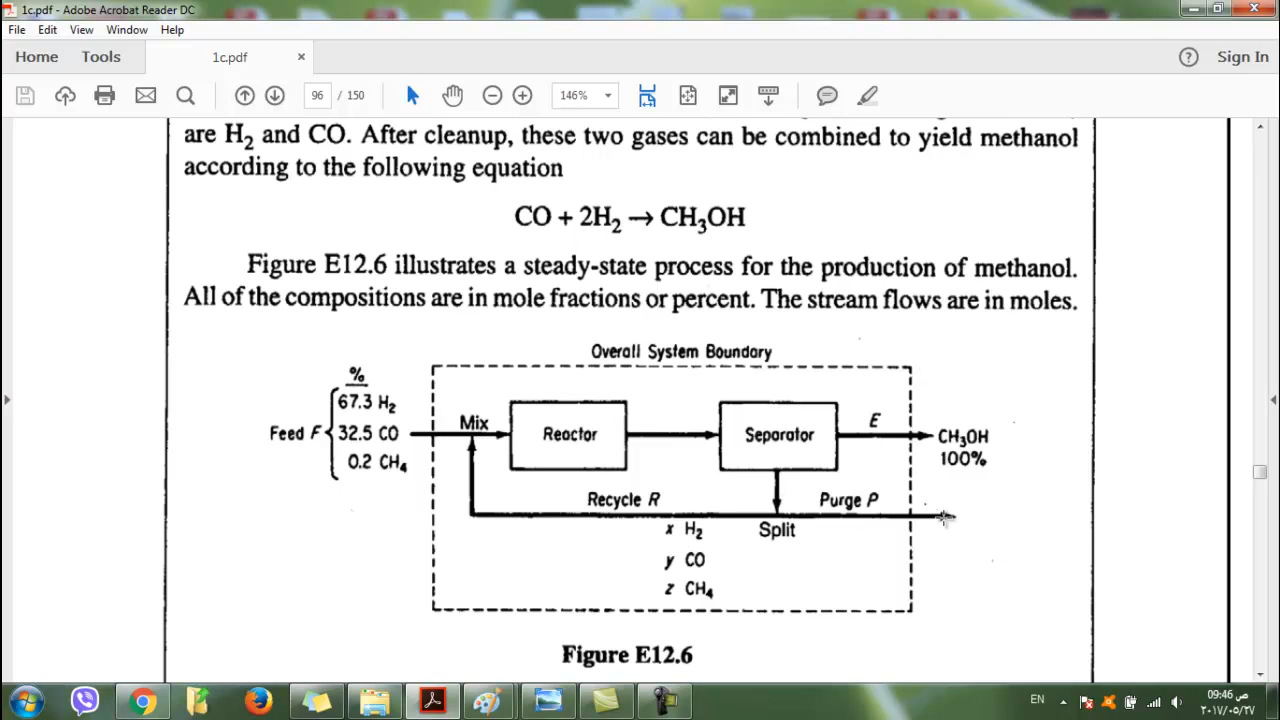 1c.pdf - Adobe Acrobat Reader DC
File Edit View Window Help
Home Tools 1c.pdf × ? Sign In
96 / 150 146%
are H₂ and CO. After cleanup, these two gases can be combined to yield methanol
according to the following equation
CO + 2H₂ → CH₃OH
Figure E12.6 illustrates a steady-state process for the production of methanol.
All of the compositions are in mole fractions or percent. The stream flows are in moles.
Overall System Boundary
%
67.3 H₂
Feed F 32.5 CO
0.2 CH₄
Mix
Reactor
Separator
E
CH₃OH
100%
Recycle R
Purge P
x H₂
Split
y CO
z CH₄
Figure E12.6
EN
09:46 ص
٢٠١٧/٠٥/٢٧